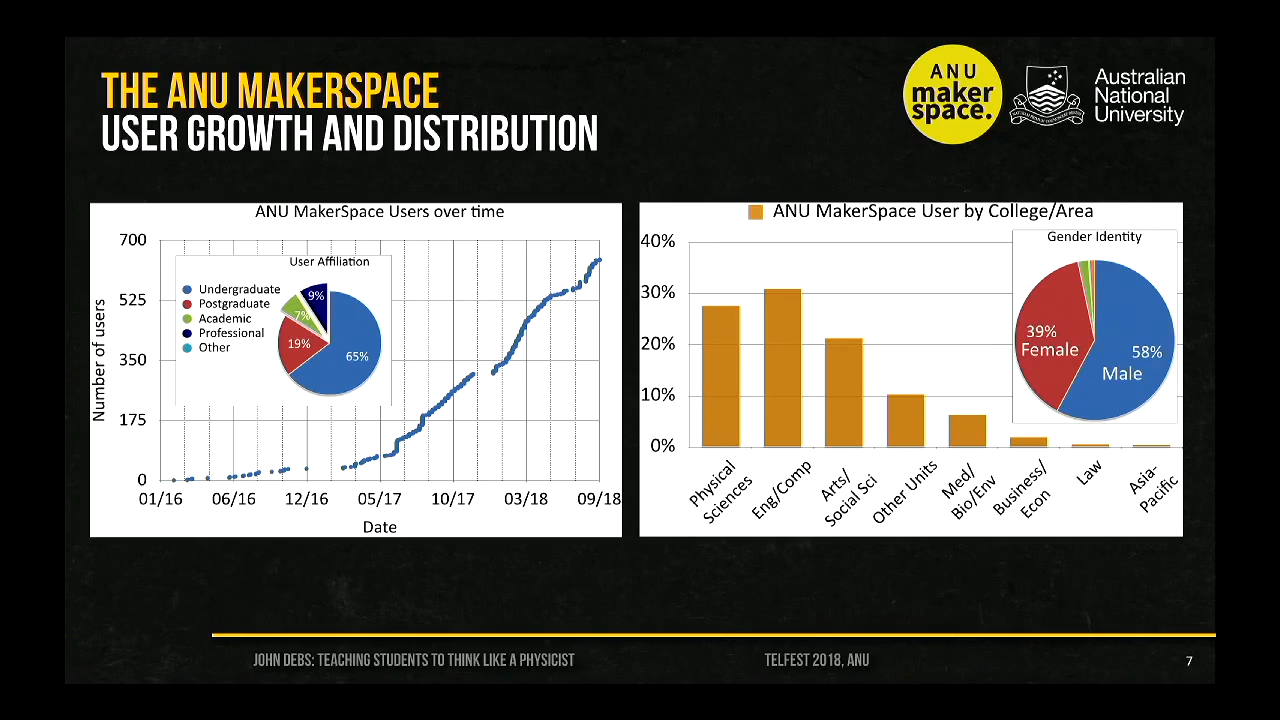 THE ANU MAKERSPACE
USER GROWTH AND DISTRIBUTION
ANU
maker
space.
Australian
National
University
ANU MakerSpace Users over time
700
525
350
175
0
Number of users
User Affiliation
Undergraduate
Postgraduate
Academic
Professional
Other
9%
7%
19%
65%
01/16 06/16 12/16 05/17 10/17 03/18 09/18
Date
ANU MakerSpace User by College/Area
40%
30%
20%
10%
0%
Gender Identity
39%
Female
58%
Male
Physical
Sciences
Eng/Comp
Arts/
Social Sci
Other Units
Med/
Bio/Env
Business/
Econ
Law
Asia-
Pacific
JOHN DEBS: TEACHING STUDENTS TO THINK LIKE A PHYSICIST
TELFEST 2018, ANU
7